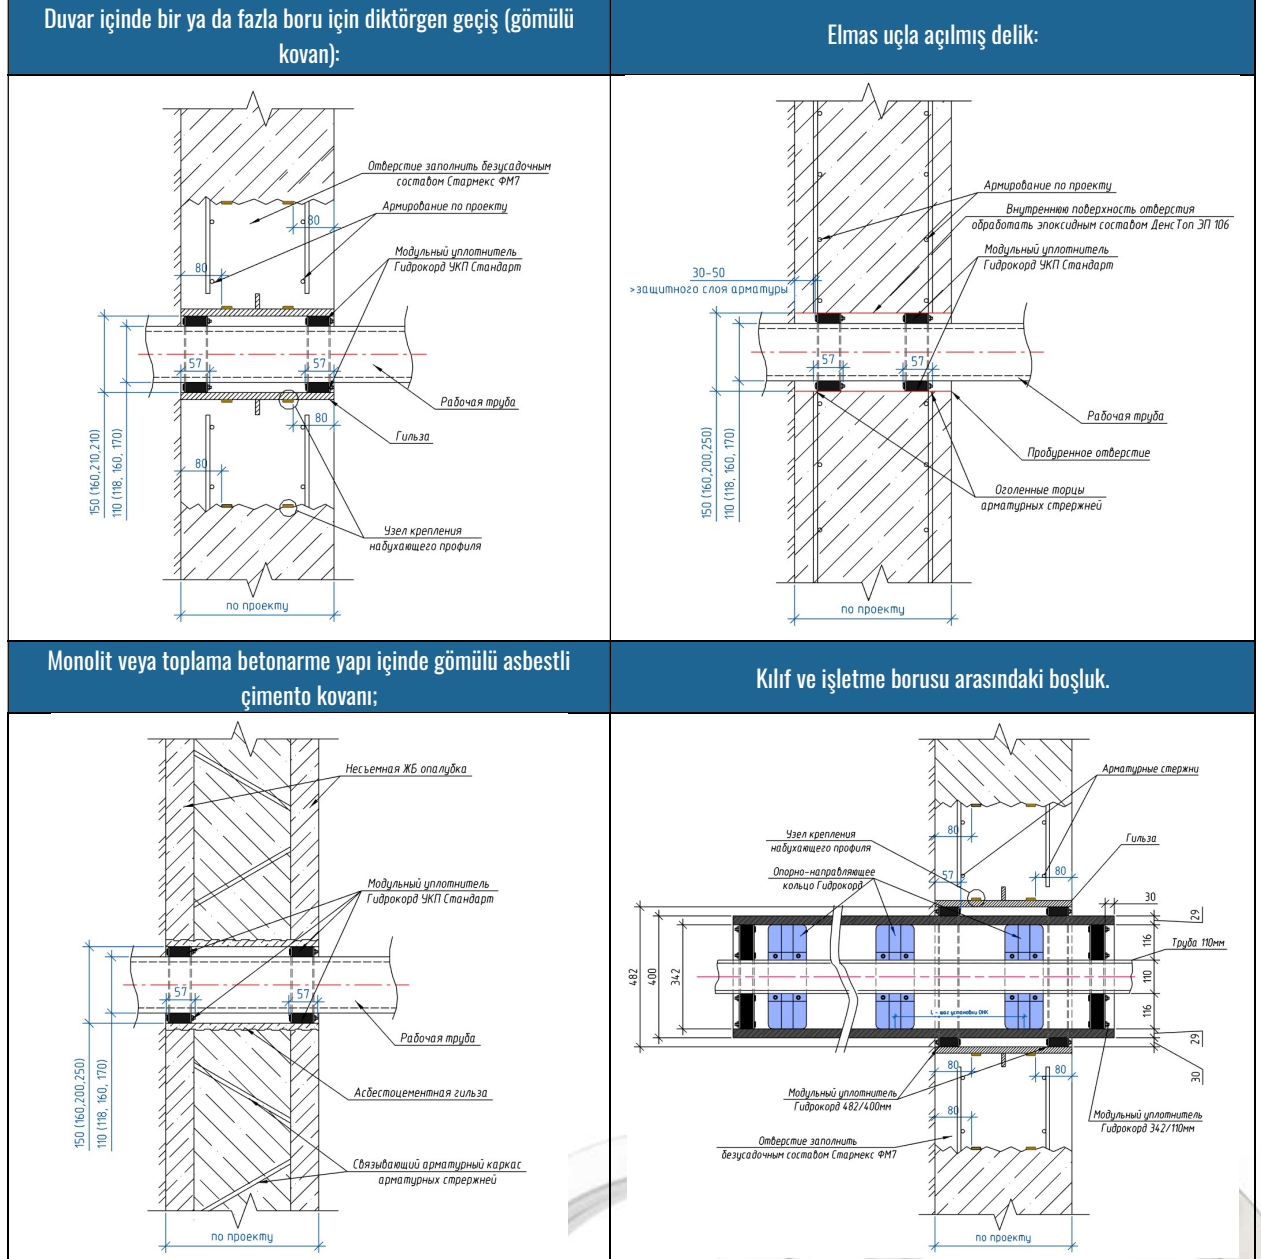 Duvar içinde bir ya da fazla boru için diktörgen geçiş (gömülü
kovan):
Отверстие заполнить безусадочным
составом Стармекс ФМ7
80
Армирование по проекту
Модульный уплотнитель
Гидрокорд УКП Стандарт
80
57
57
Рабочая труба
80
Гильза
80
150 (160,210,210)
110 (118, 160, 170)
Узел крепления
набухающего профиля
по проекту
Elmas uçla açılmış delik:
Армирование по проекту
Внутреннюю поверхность отверстия
обработать эпоксидным составом ДенсТоп ЭП 106
Модульный уплотнитель
Гидрокорд УКП Стандарт
30-50
>защитного слоя арматуры
57
57
Рабочая труба
Пробуренное отверстие
150 (160,200,250)
110 (118, 160, 170)
Оголенные торцы
арматурных стрержней
по проекту
Monolit veya toplama betonarme yapı içinde gömülü asbestli
çimento kovanı;
Несъемная ЖБ опалубка
Модульный уплотнитель
Гидрокорд УКП Стандарт
57
57
Рабочая труба
Асбестоцементная гильза
150 (160,200,250)
110 (118, 160, 170)
Связывающий арматурный каркас
арматурных стрержней
по проекту
Kılıf ve işletme borusu arasındaki boşluk.
Арматурные стержни
80
Узел крепления
набухающего профиля
Гильза
Опорно-направляющее
кольцо Гидрокорд
57
80
30
29
116
Труба 110мм
482
400
342
110
L - шаг установки ОНК
116
29
30
80
80
Модульный уплотнитель
Гидрокорд 482/400мм
80
Модульный уплотнитель
Гидрокорд 342/110мм
Отверстие заполнить
безусадочным составом Стармекс ФМ7
по проекту